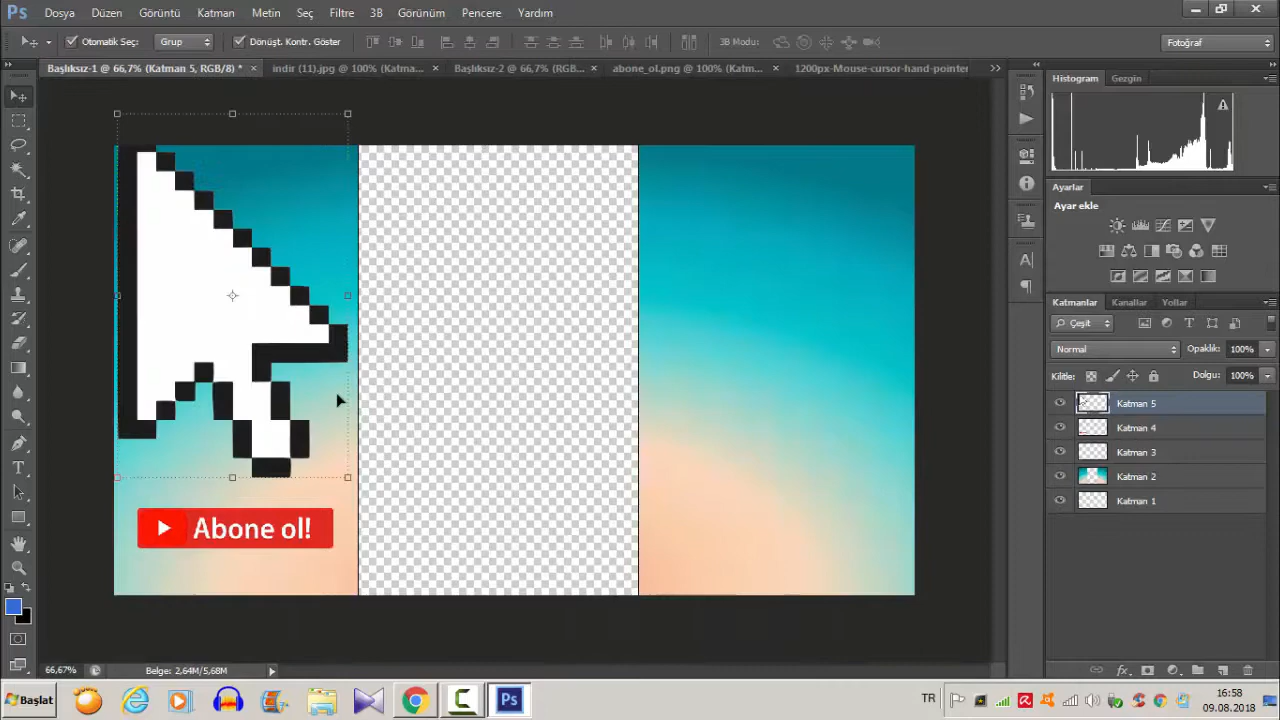 Ps Dosya Düzen Görüntü Katman Metin Seç Filtre 3B Görünüm Pencere Yardım
Otomatik Seç: Grup Dönüşt. Kontr. Göster 3B Modu: Fotoğraf
Başlıksız-1 @ 66,7% (Katman 5, RGB/8) * × indir (11).jpg @ 100% (Katma... × Başlıksız-2 @ 66,7% (RGB... × abone_ol.png @ 100% (Katm... × 1200px-Mouse-cursor-hand-pointer
Histogram Gezgin
Ayarlar
Ayar ekle
Katmanlar Kanallar Yollar
Çeşit
Normal Opaklık: 100%
Kilitle: Dolgu: 100%
Katman 5
Katman 4
Katman 3
Katman 2
Katman 1
Abone ol!
66,67% Belge: 2,64M/5,68M
Başlat Ps TR 16:58
09.08.2018